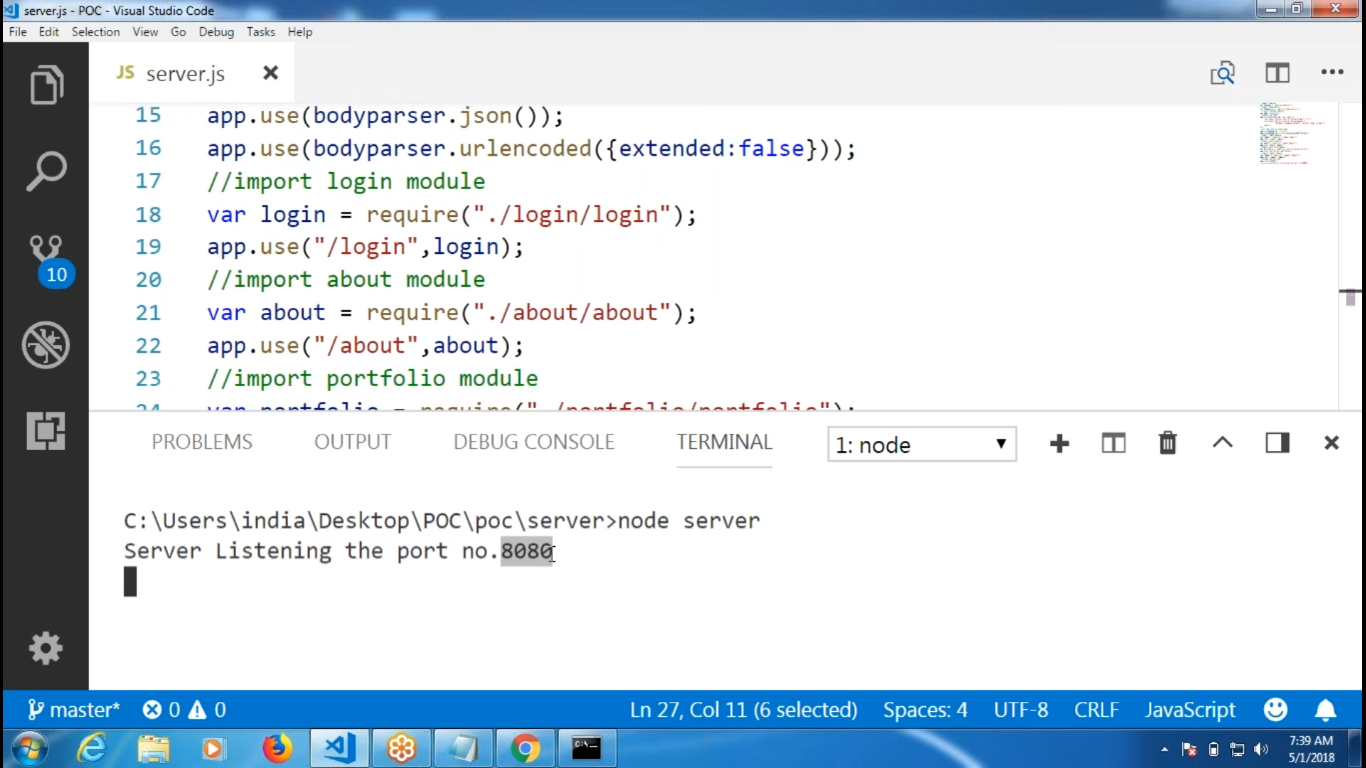 server.js - POC - Visual Studio Code
File Edit Selection View Go Debug Tasks Help
JS server.js
15 app.use(bodyparser.json());
16 app.use(bodyparser.urlencoded({extended:false}));
17 //import login module
18 var login = require("./login/login");
19 app.use("/login",login);
20 //import about module
21 var about = require("./about/about");
22 app.use("/about",about);
23 //import portfolio module
24 var portfolio = require("./portfolio/portfolio");
10
PROBLEMS OUTPUT DEBUG CONSOLE TERMINAL 1: node
C:\Users\india\Desktop\POC\poc\server>node server
Server Listening the port no.8080
master* 0 0 Ln 27, Col 11 (6 selected) Spaces: 4 UTF-8 CRLF JavaScript
7:39 AM
5/1/2018